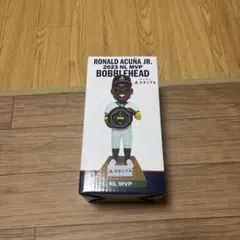 RONALD ACUÑA JR.
2023 NL MVP
BOBBLEHEAD
DELTA
DELTA
NL MVP